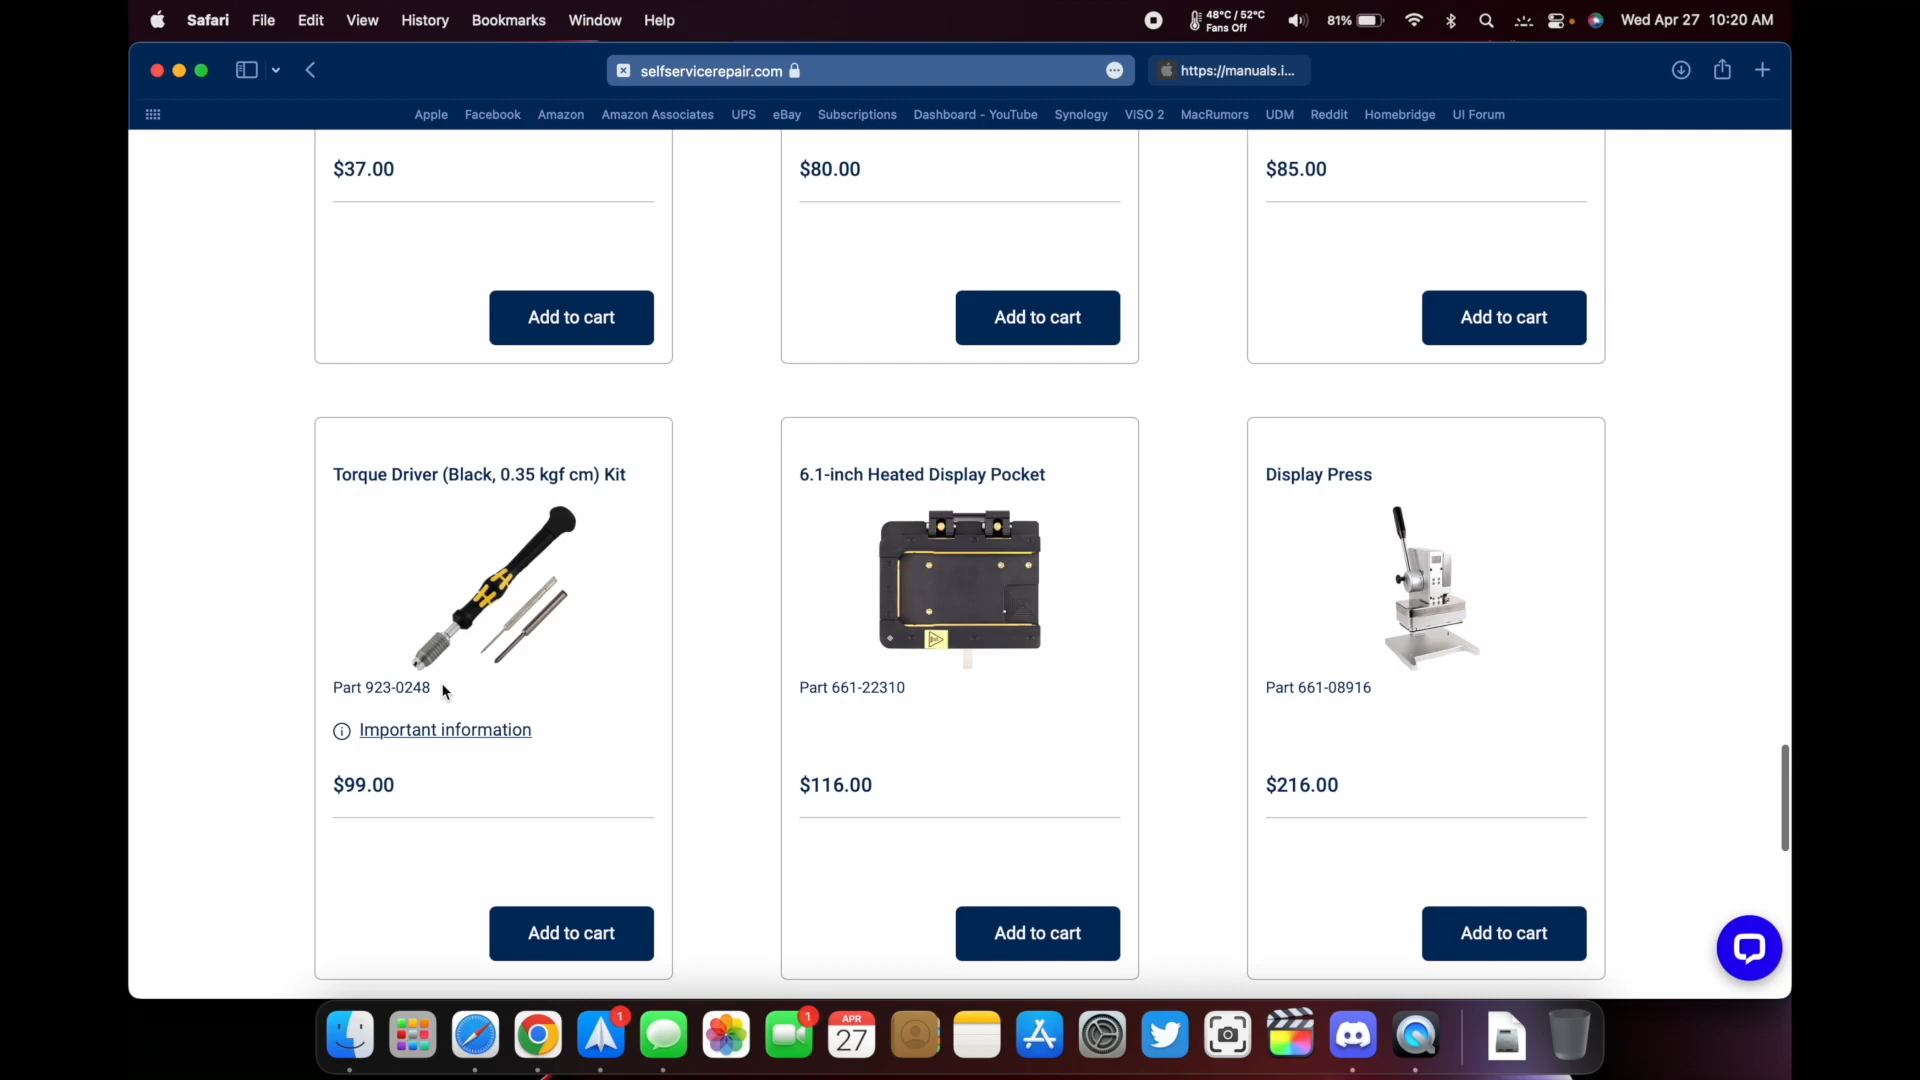 Safari File Edit View History Bookmarks Window Help 48°C / 52°C Fans Off 81% Wed Apr 27 10:20 AM
selfservicerepair.com https://manuals.i...
Apple Facebook Amazon Amazon Associates UPS eBay Subscriptions Dashboard - YouTube Synology VISO 2 MacRumors UDM Reddit Homebridge UI Forum
$37.00 $80.00 $85.00
Add to cart Add to cart Add to cart
Torque Driver (Black, 0.35 kgf cm) Kit 6.1-inch Heated Display Pocket Display Press
Part 923-0248 Part 661-22310 Part 661-08916
Important information
$99.00 $116.00 $216.00
Add to cart Add to cart Add to cart
1 1 APR 27